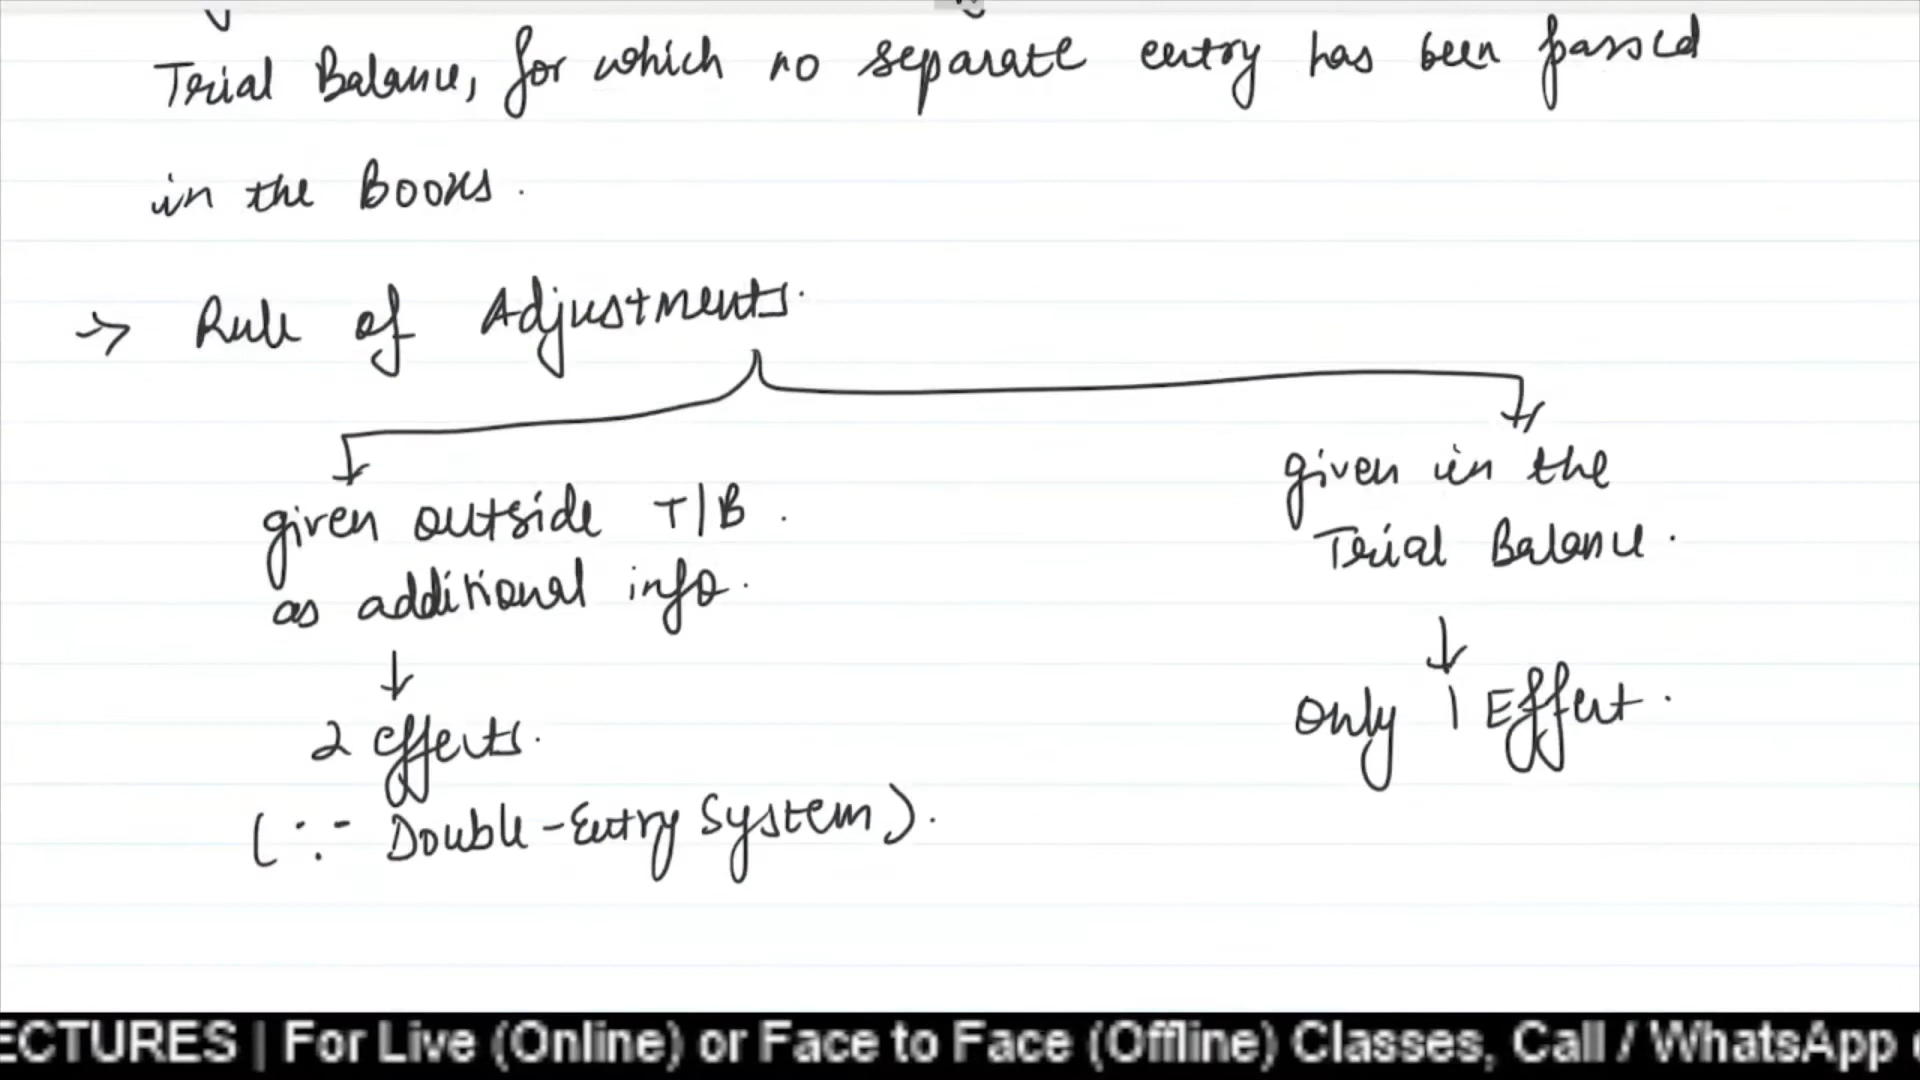 Trial Balance, for which no separate entry has been passed
in the Books.
→ Rule of Adjustments.
given outside T/B.
as additional info.
↓
2 effects.
(∵- Double-Entry System).
given in the
Trial Balance.
↓
Only 1 Effect.
ECTURES | For Live (Online) or Face to Face (Offline) Classes, Call / WhatsApp